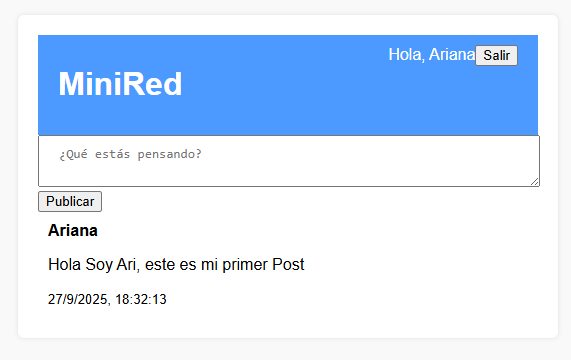 Hola, Ariana Salir
MiniRed
¿Qué estás pensando?
Publicar
Ariana
Hola Soy Ari, este es mi primer Post
27/9/2025, 18:32:13